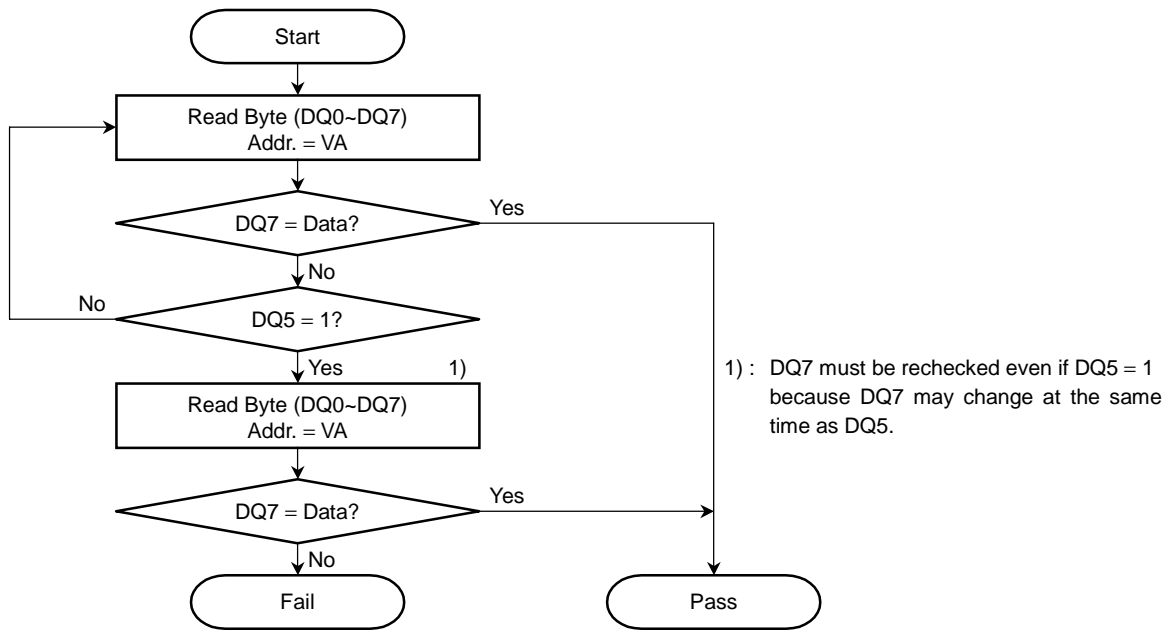 Start
Read Byte (DQ0~DQ7)
Addr. = VA
DQ7 = Data?
Yes
No
DQ5 = 1?
No
Yes
1)
Read Byte (DQ0~DQ7)
Addr. = VA
DQ7 = Data?
Yes
No
Fail
Pass
1) : DQ7 must be rechecked even if DQ5 = 1
because DQ7 may change at the same
time as DQ5.